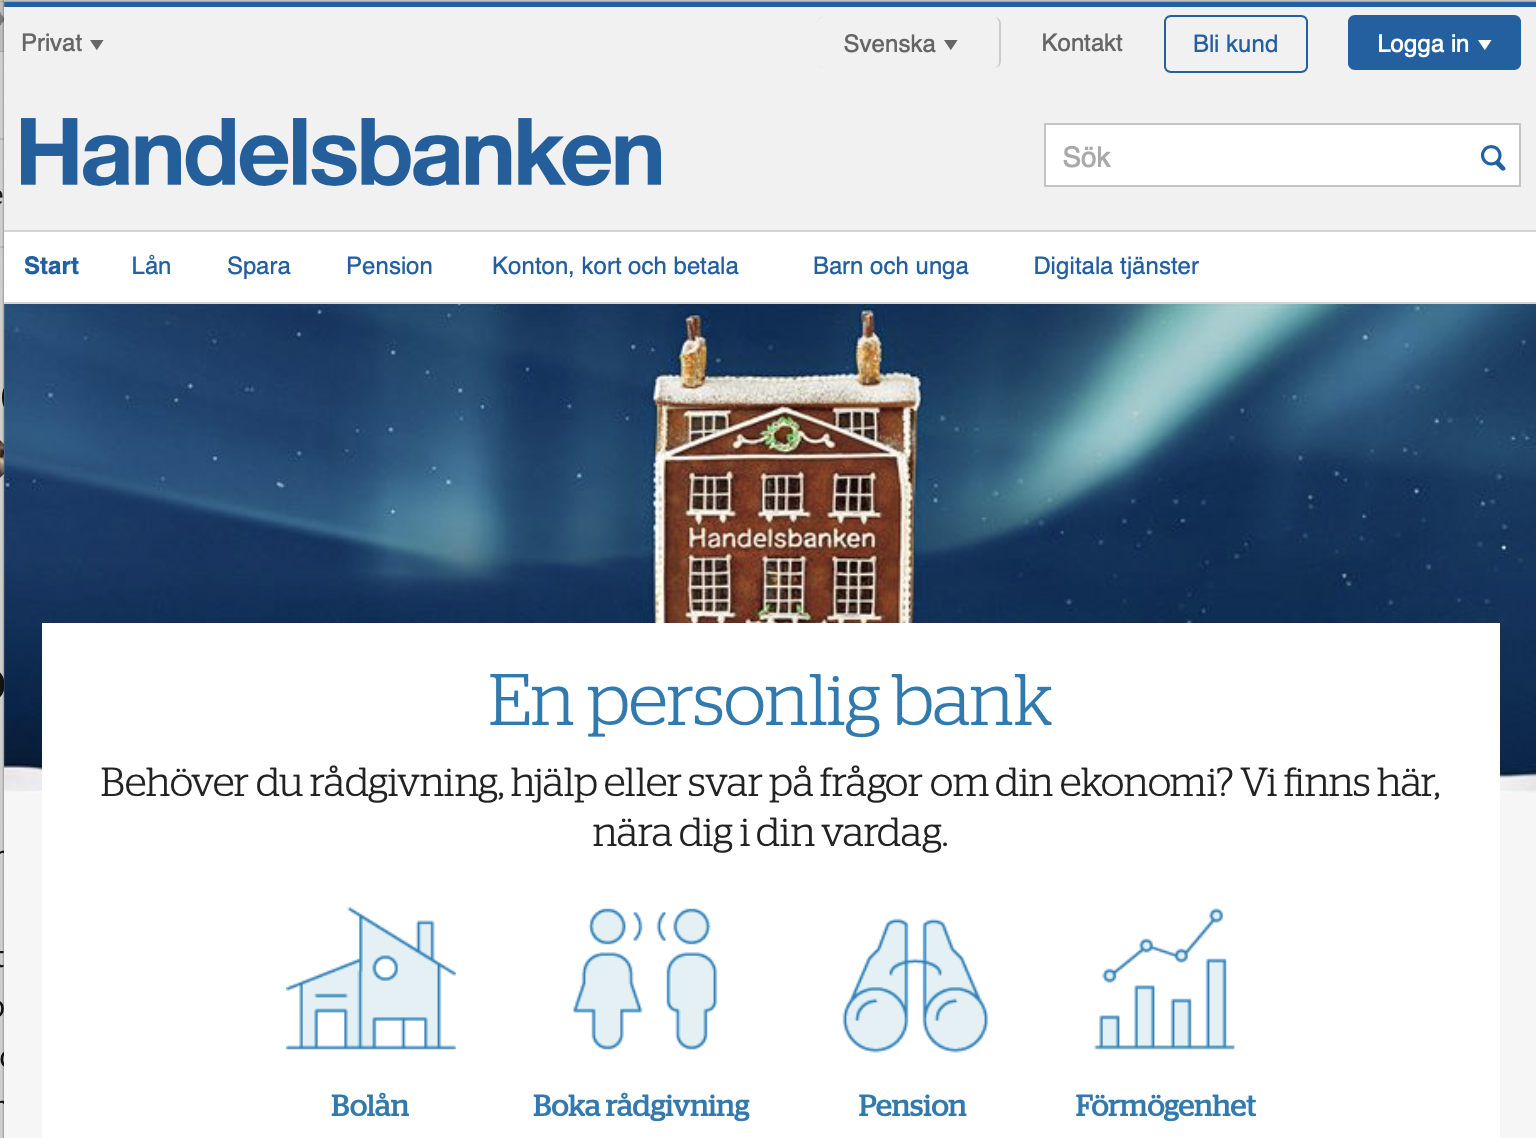 Privat
Svenska
Kontakt
Bli kund
Logga in
Handelsbanken
Sök
Start
Lån
Spara
Pension
Konton, kort och betala
Barn och unga
Digitala tjänster
Handelsbanken
En personlig bank
Behöver du rådgivning, hjälp eller svar på frågor om din ekonomi? Vi finns här,
nära dig i din vardag.
Bolån
Boka rådgivning
Pension
Förmögenhet